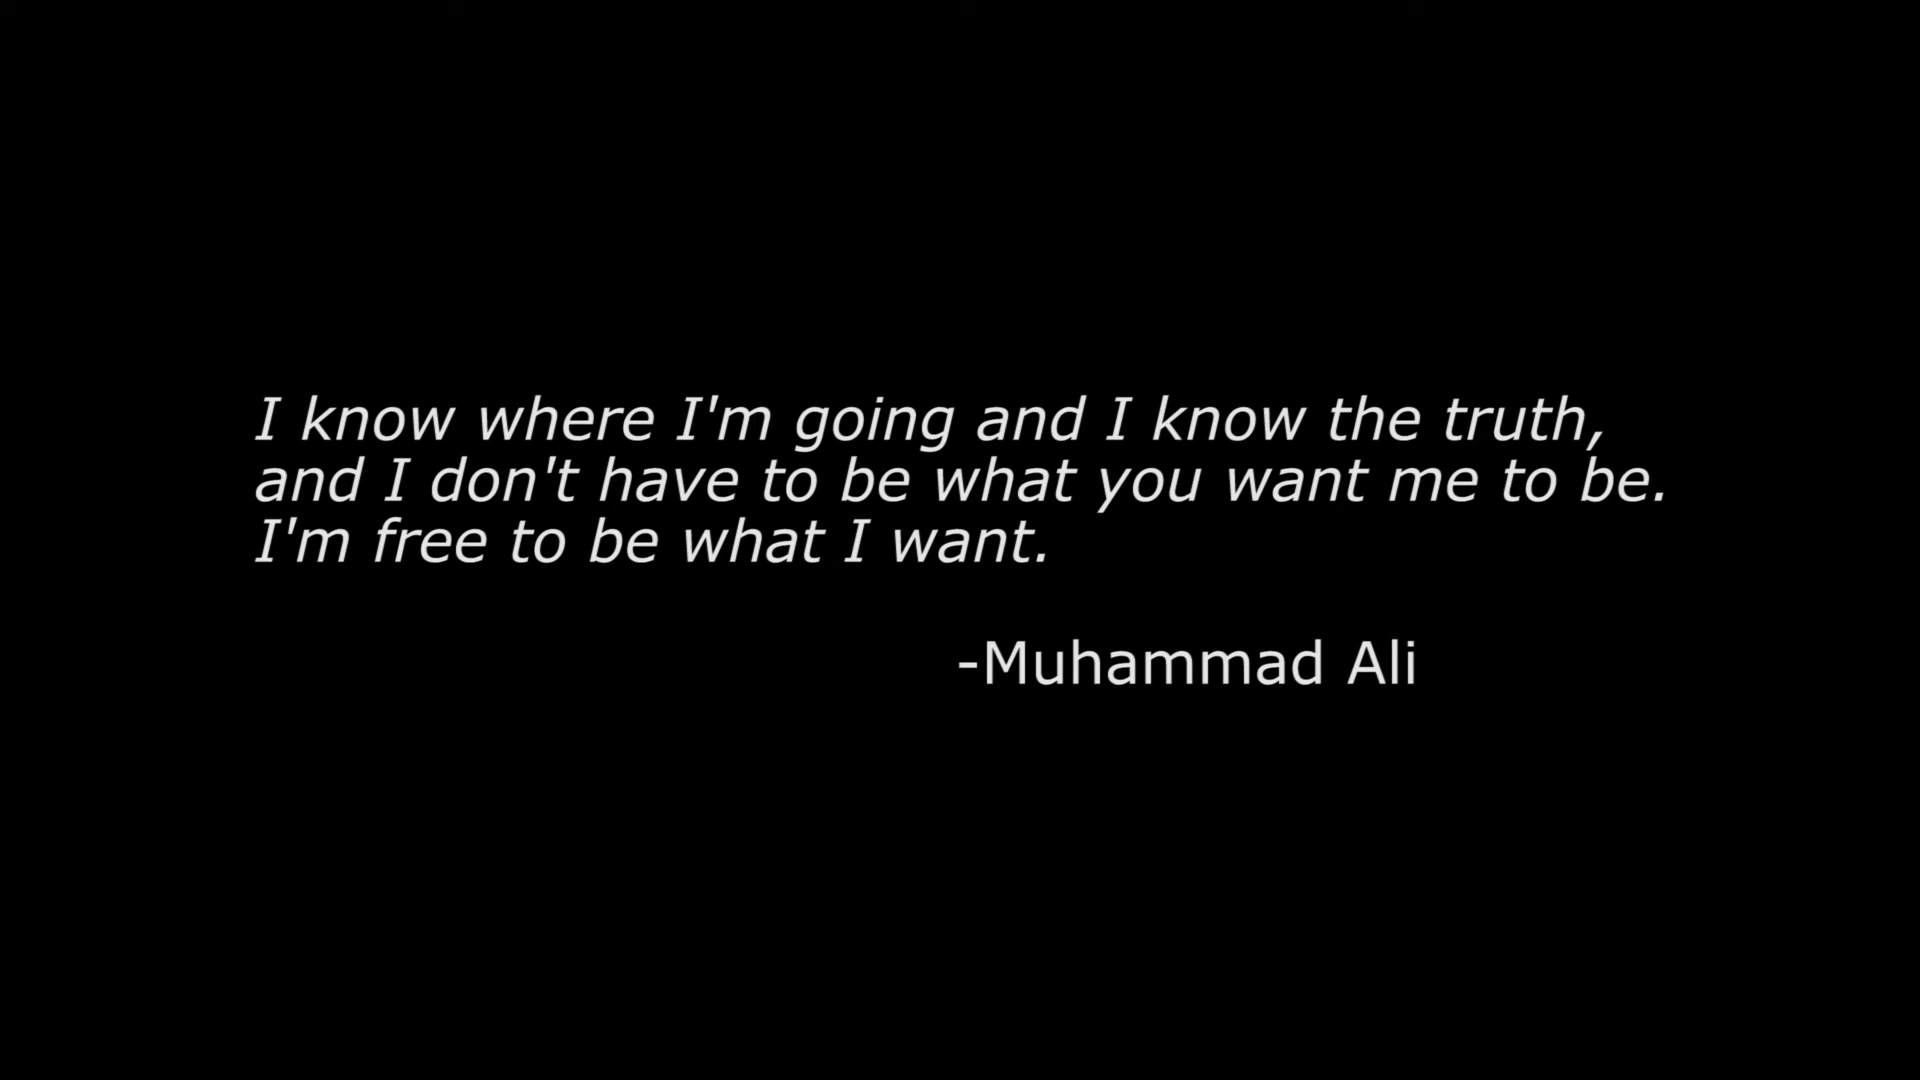 I know where I'm going and I know the truth,
and I don't have to be what you want me to be.
I'm free to be what I want.
-Muhammad Ali